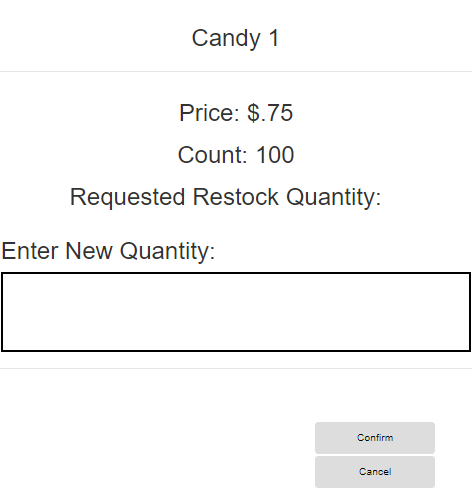 Candy 1
Price: $.75
Count: 100
Requested Restock Quantity:
Enter New Quantity:
Confirm
Cancel